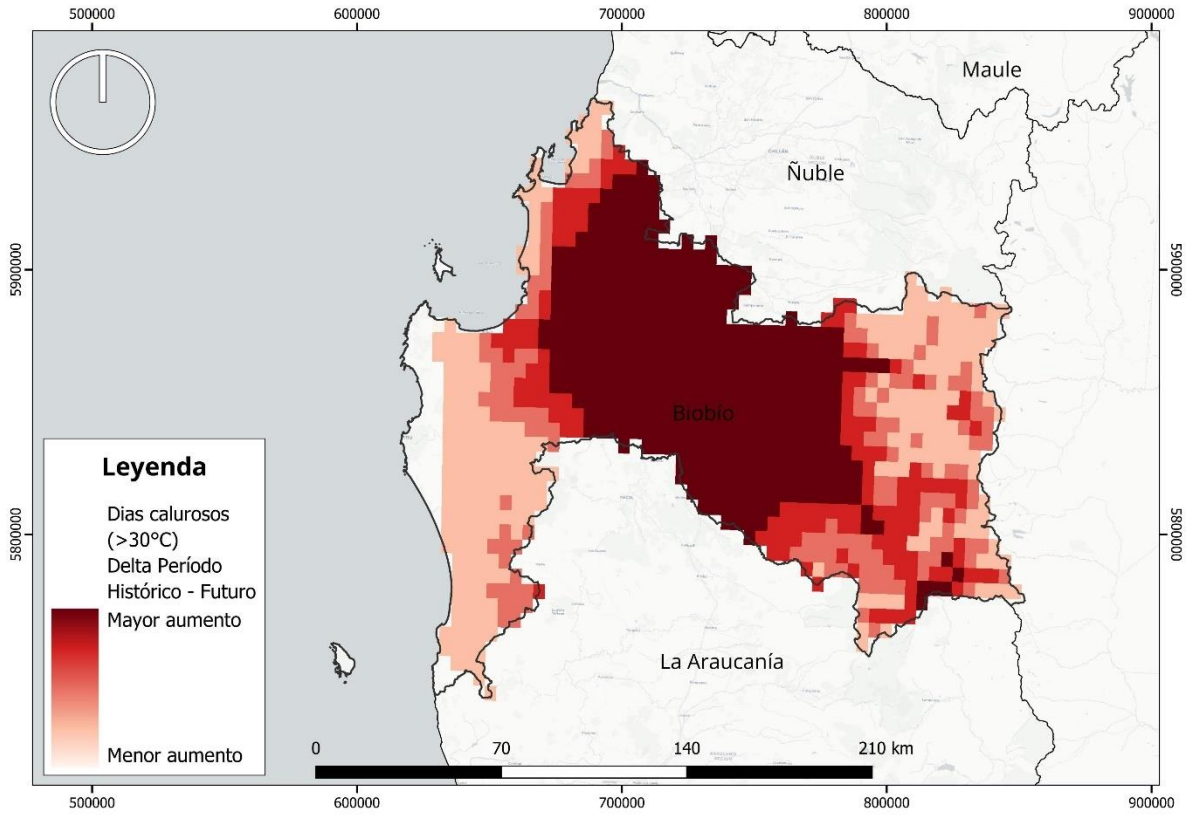 500000 600000 700000 800000 900000
Maule
Ñuble
5900000
5900000
Biobío
5800000
5800000
La Araucanía
Leyenda
Dias calurosos
(>30°C)
Delta Período
Histórico - Futuro
Mayor aumento
Menor aumento
0 70 140 210 km
500000 600000 700000 800000 900000